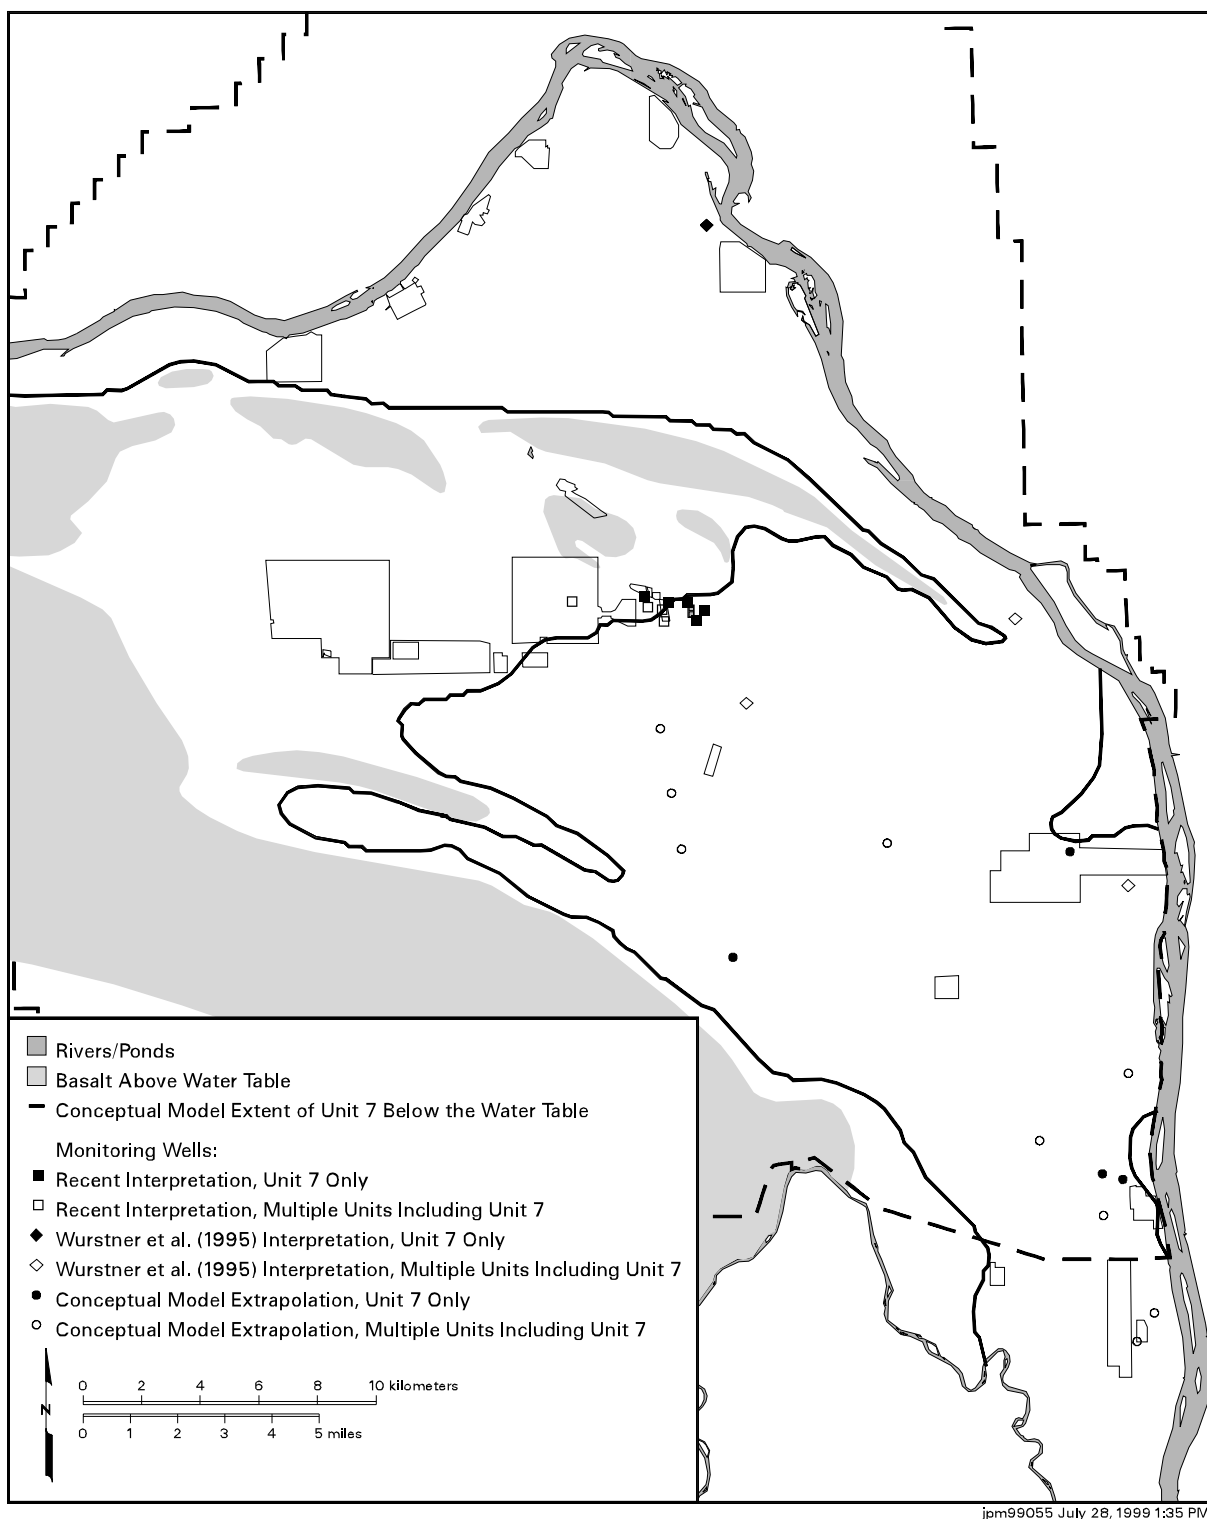 Rivers/Ponds
Basalt Above Water Table
Conceptual Model Extent of Unit 7 Below the Water Table
Monitoring Wells:
Recent Interpretation, Unit 7 Only
Recent Interpretation, Multiple Units Including Unit 7
Wurstner et al. (1995) Interpretation, Unit 7 Only
Wurstner et al. (1995) Interpretation, Multiple Units Including Unit 7
Conceptual Model Extrapolation, Unit 7 Only
Conceptual Model Extrapolation, Multiple Units Including Unit 7
0 2 4 6 8 10 kilometers
N
0 1 2 3 4 5 miles
jpm99055 July 28, 1999 1:35 PM